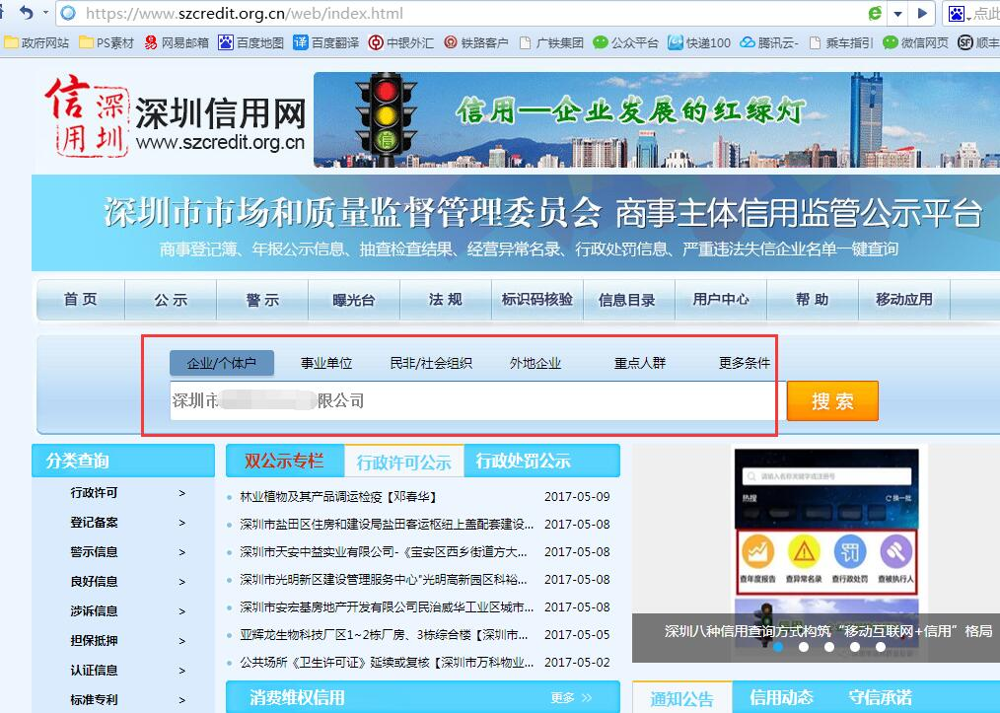 https://www.szcredit.org.cn/web/index.html
点此
政府网站 PS素材 网易邮箱 百度地图 百度翻译 中银外汇 铁路客户 广铁集团 公众平台 快递100 腾讯云- 乘车指引 微信网页 顺丰
信用 深圳
深圳信用网
www.szcredit.org.cn
信用—企业发展的红绿灯
深圳市市场和质量监督管理委员会 商事主体信用监管公示平台
商事登记簿、年报公示信息、抽查检查结果、经营异常名录、行政处罚信息、严重违法失信企业名单一键查询
首页 公示 警示 曝光台 法规 标识码核验 信息目录 用户中心 帮助 移动应用
企业/个体户 事业单位 民非/社会组织 外地企业 重点人群 更多条件
深圳市 限公司
搜索
分类查询
行政许可 >
登记备案 >
警示信息 >
良好信息 >
涉诉信息 >
担保抵押 >
认证信息 >
标准专利 >
双公示专栏 行政许可公示 行政处罚公示
林业植物及其产品调运检疫【邓春华】 2017-05-09
深圳市盐田区住房和建设局盐田客运枢纽上盖配套建设... 2017-05-08
深圳市天安中益实业有限公司-《宝安区西乡街道方大... 2017-05-08
深圳市光明新区建设管理服务中心"光明高新园区科裕... 2017-05-08
深圳市安宏基房地产开发有限公司民治威华工业区城市... 2017-05-08
亚辉龙生物科技厂区1~2栋厂房、3栋综合楼【深圳市... 2017-05-08
公共场所《卫生许可证》延续或复核【深圳市万科物业... 2017-05-02
消费维权信用 更多 >>
请输入名称关键字或注册号
热搜 换一批
查年度报告 查异常名录 查行政处罚 查被执行人
深圳八种信用查询方式构筑“移动互联网+信用”格局
通知公告 信用动态 守信承诺